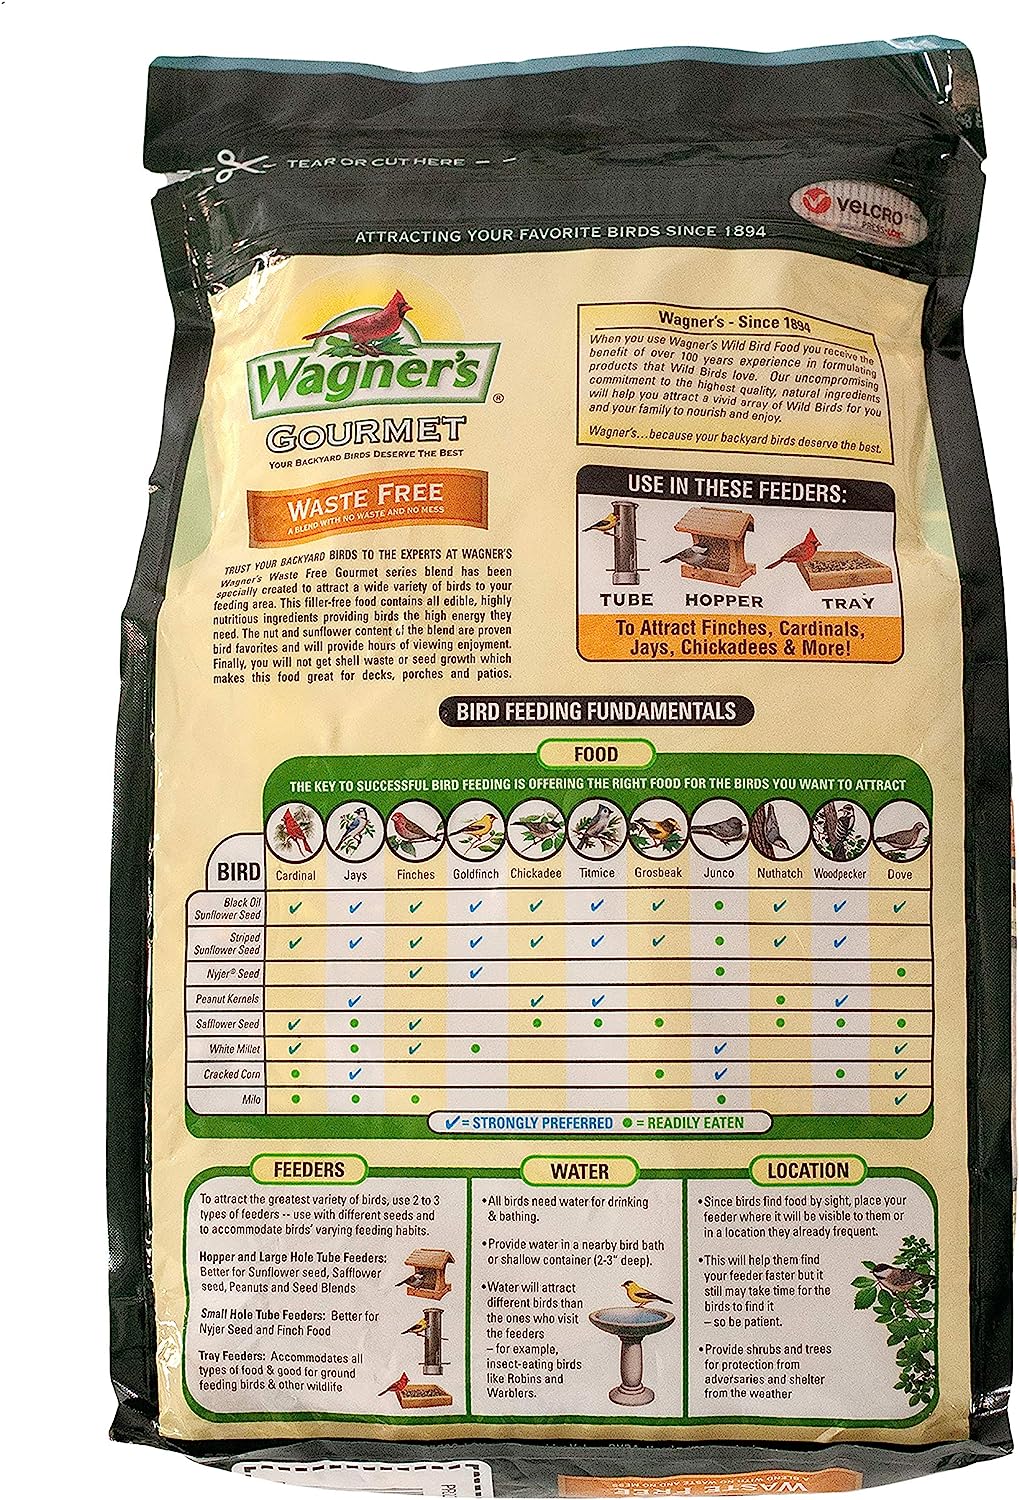 TEAR OR CUT HERE
VELCRO
ATTRACTING YOUR FAVORITE BIRDS SINCE 1894
Wagner's®
GOURMET
YOUR BACKYARD BIRDS DESERVE THE BEST
WASTE FREE
A BLEND WITH NO WASTE AND NO MESS
TRUST YOUR BACKYARD BIRDS TO THE EXPERTS AT WAGNER'S
Wagner's Waste Free Gourmet series blend has been
specially created to attract a wide variety of birds to your
feeding area. This filler-free food contains all edible, highly
nutritious ingredients providing birds the high energy they
need. The nut and sunflower content of the blend are proven
bird favorites and will provide hours of viewing enjoyment.
Finally, you will not get shell waste or seed growth which
makes this food great for decks, porches and patios.
Wagner's - Since 1894
When you use Wagner's Wild Bird Food you receive the
benefit of over 100 years experience in formulating
products that Wild Birds love. Our uncompromising
commitment to the highest quality, natural ingredients
will help you attract a vivid array of Wild Birds for you
and your family to nourish and enjoy.
Wagner's...because your backyard birds deserve the best.
USE IN THESE FEEDERS:
TUBE HOPPER TRAY
To Attract Finches, Cardinals,
Jays, Chickadees & More!
BIRD FEEDING FUNDAMENTALS
FOOD
THE KEY TO SUCCESSFUL BIRD FEEDING IS OFFERING THE RIGHT FOOD FOR THE BIRDS YOU WANT TO ATTRACT
BIRD Cardinal Jays Finches Goldfinch Chickadee Titmice Grosbeak Junco Nuthatch Woodpecker Dove
Black Oil
Sunflower Seed ✓ ✓ ✓ ✓ ✓ ✓ ✓ ● ✓ ✓ ✓
Striped
Sunflower Seed ✓ ✓ ✓ ✓ ✓ ✓ ✓ ● ✓ ✓
Nyjer® Seed ✓ ✓ ● ●
Peanut Kernels ✓ ✓ ✓ ● ✓
Safflower Seed ✓ ● ✓ ● ● ● ● ● ●
White Millet ✓ ● ✓ ● ✓ ✓
Cracked Corn ● ✓ ● ✓ ● ✓
Milo ● ● ● ● ✓
✓ = STRONGLY PREFERRED ● = READILY EATEN
FEEDERS
To attract the greatest variety of birds, use 2 to 3
types of feeders -- use with different seeds and
to accommodate birds' varying feeding habits.
Hopper and Large Hole Tube Feeders:
Better for Sunflower seed, Safflower
seed, Peanuts and Seed Blends
Small Hole Tube Feeders: Better for
Nyjer Seed and Finch Food
Tray Feeders: Accommodates all
types of food & good for ground
feeding birds & other wildlife
WATER
•All birds need water for drinking
& bathing.
•Provide water in a nearby bird bath
or shallow container (2-3" deep).
•Water will attract
different birds than
the ones who visit
the feeders
– for example,
insect-eating birds
like Robins and
Warblers.
LOCATION
•Since birds find food by sight, place your
feeder where it will be visible to them or
in a location they already frequent.
•This will help them find
your feeder faster but it
still may take time for the
birds to find it
– so be patient.
•Provide shrubs and trees
for protection from
adversaries and shelter
from the weather
WASTE FREE
A BLEND WITH NO WASTE AND NO MESS